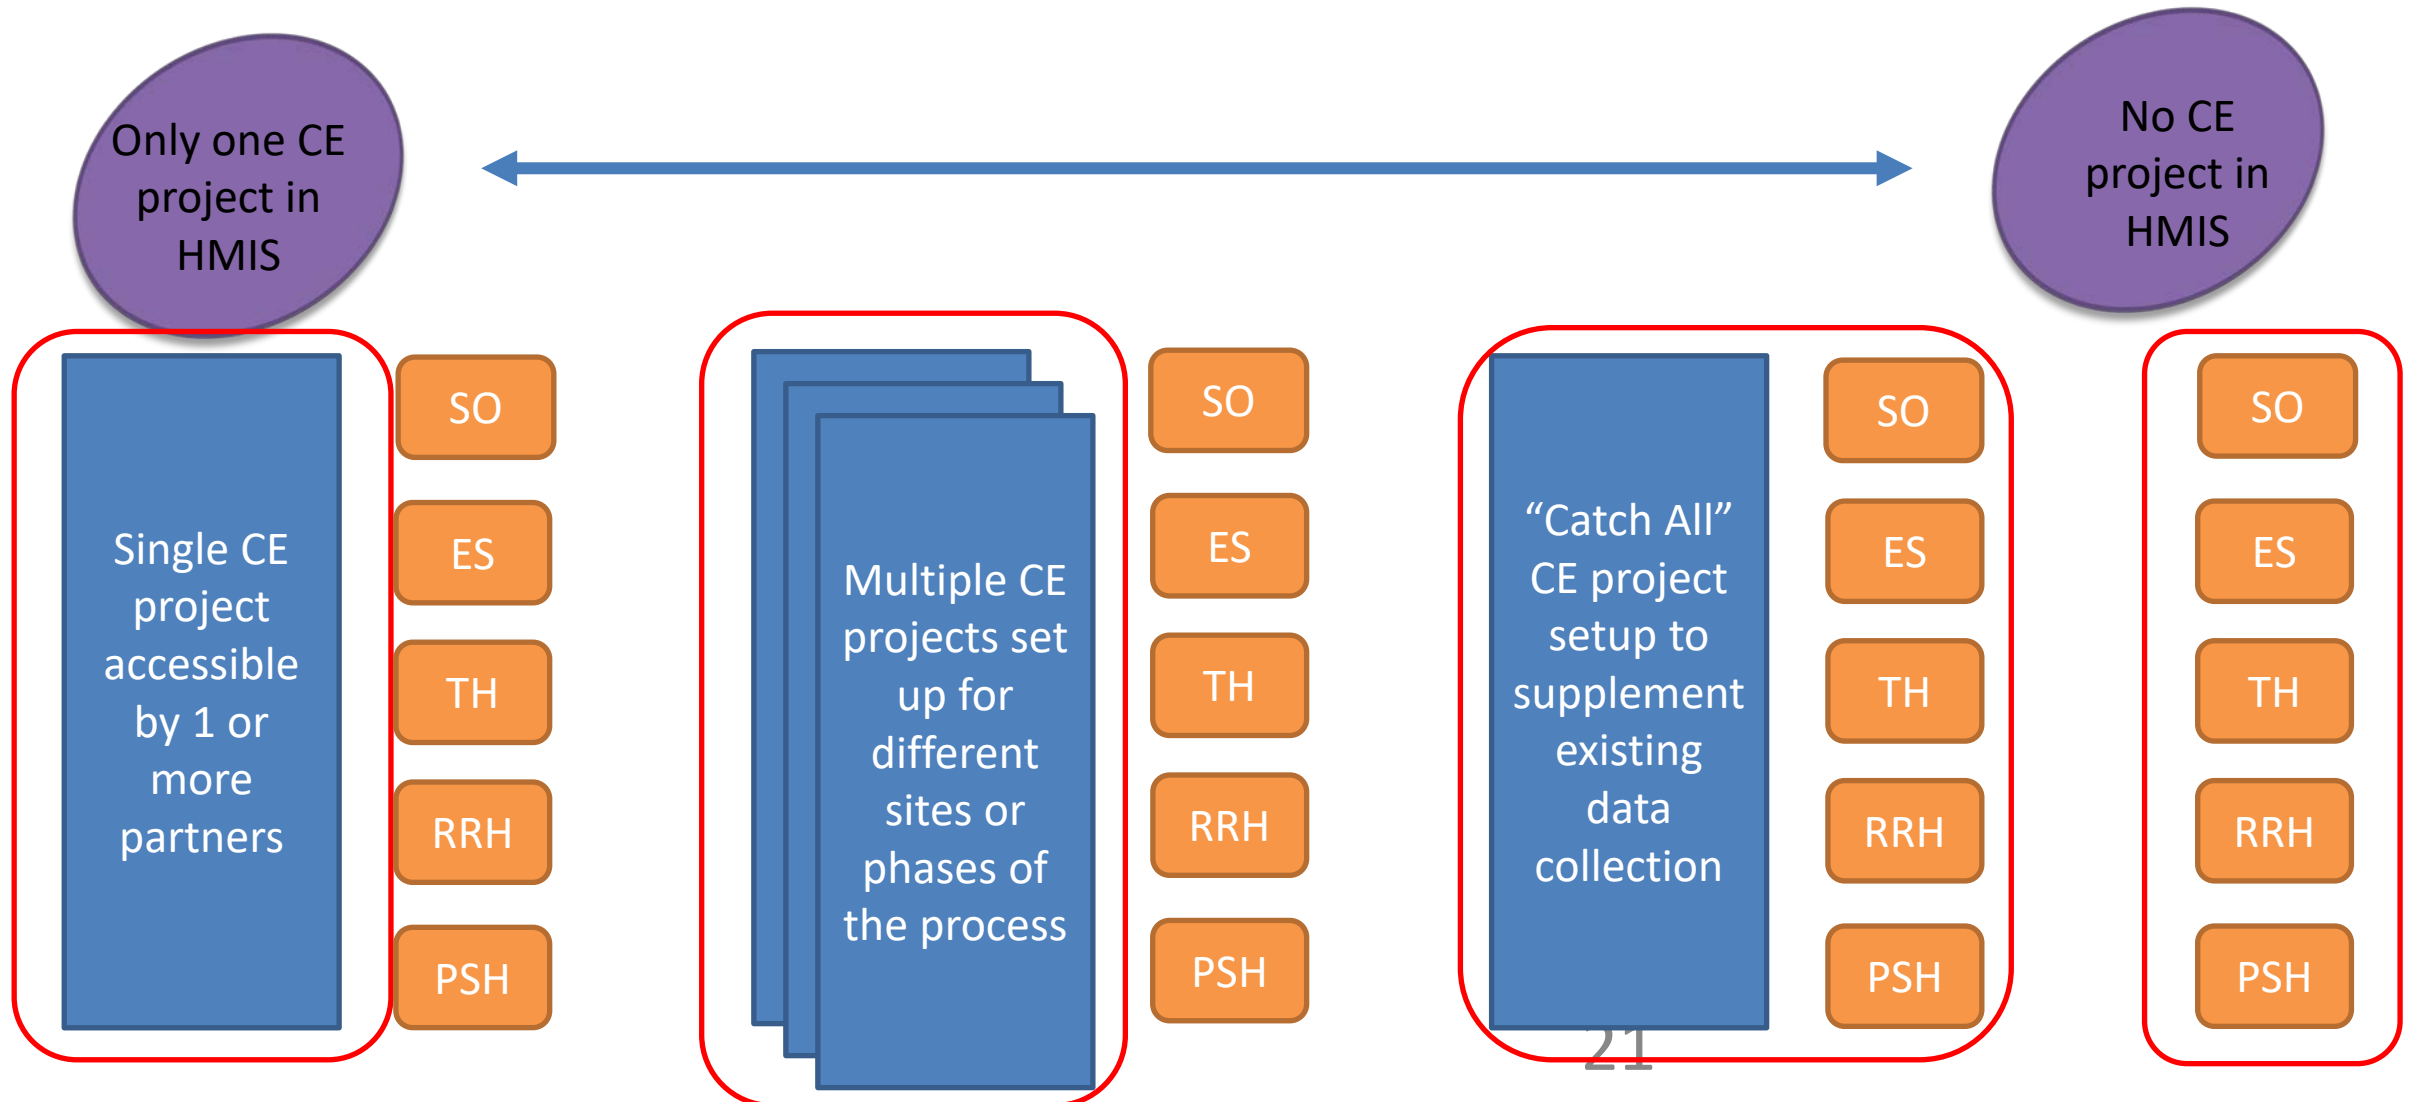 Only one CE
project in
HMIS
No CE
project in
HMIS
Single CE
project
accessible
by 1 or
more
partners
SO
ES
TH
RRH
PSH
Multiple CE
projects set
up for
different
sites or
phases of
the process
SO
ES
TH
RRH
PSH
“Catch All”
CE project
setup to
supplement
existing
data
collection
SO
ES
TH
RRH
PSH
SO
ES
TH
RRH
PSH
21